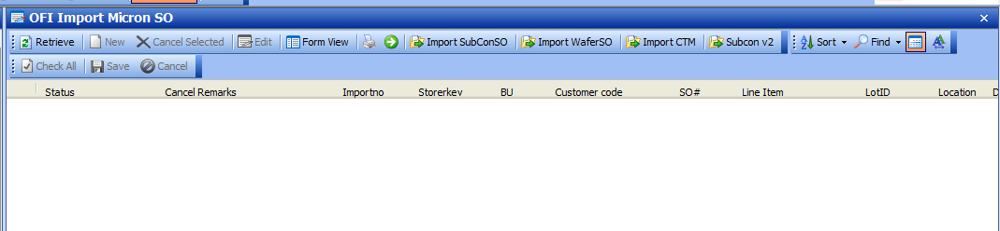 OFI Import Micron SO
Retrieve New Cancel Selected Edit Form View Import SubConSO Import WaferSO Import CTM Subcon v2 Sort Find
Check All Save Cancel
Status Cancel Remarks Importno Storerkey BU Customer code SO# Line Item LotID Location D